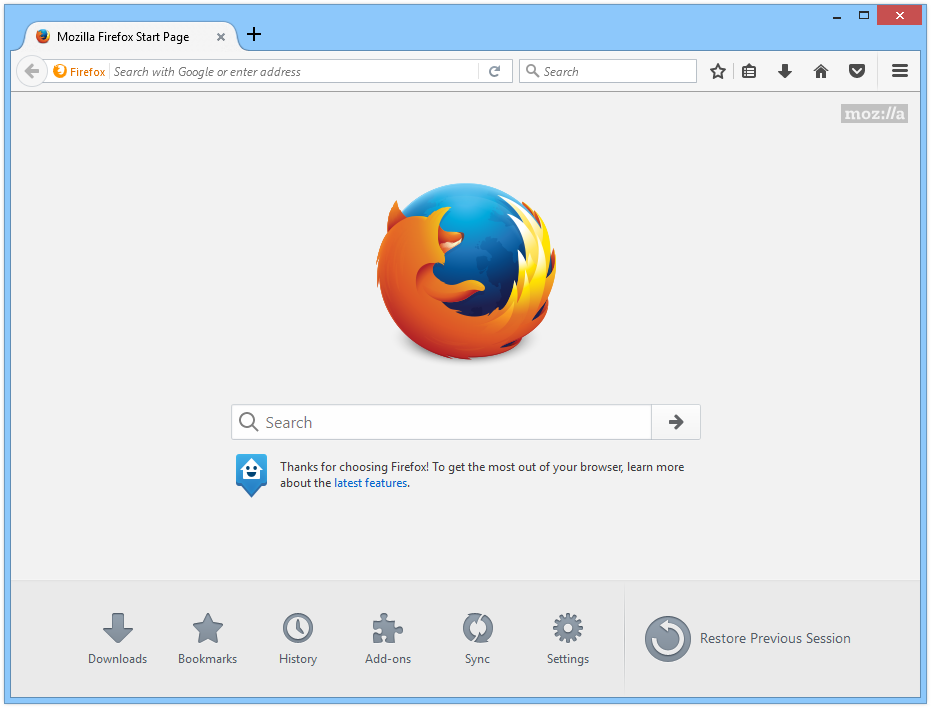 Mozilla Firefox Start Page
Firefox Search with Google or enter address
Search
moz://a
Search
Thanks for choosing Firefox! To get the most out of your browser, learn more
about the latest features.
Downloads
Bookmarks
History
Add-ons
Sync
Settings
Restore Previous Session